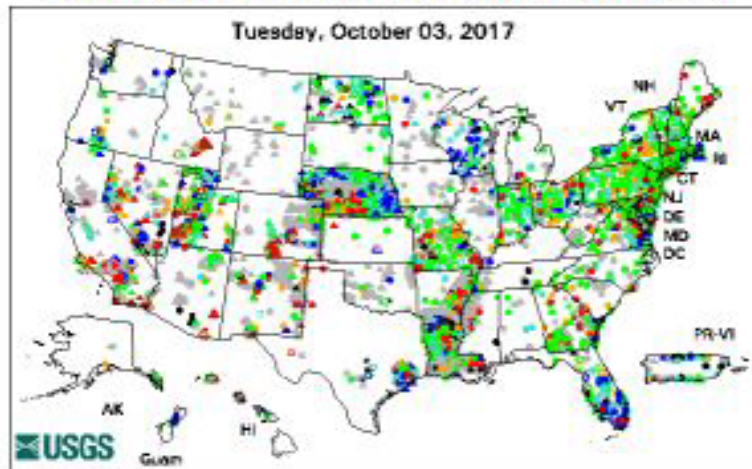 Tuesday, October 03, 2017
NH
VT
MA
RI
CT
NJ
DE
MD
DC
PR-VI
AK
HI
Guam
USGS